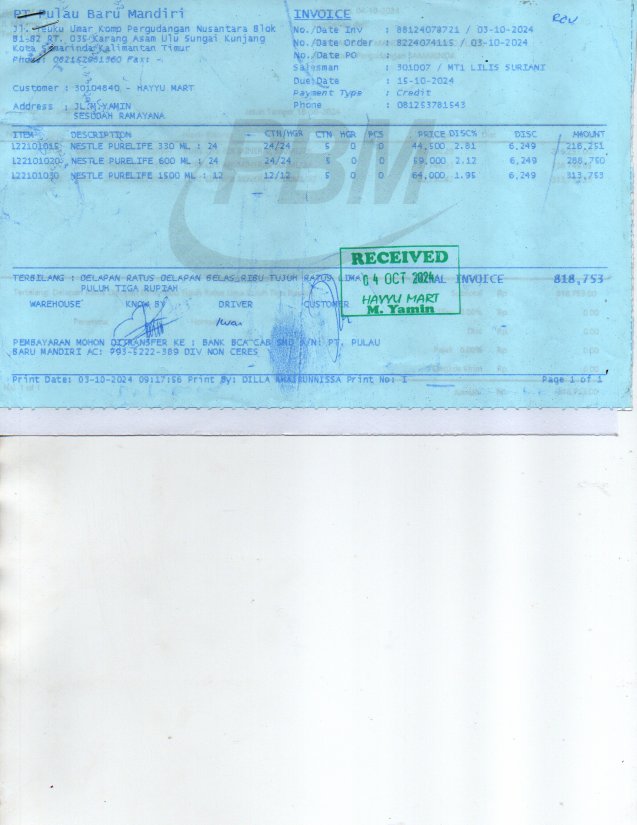 PT Pulau Baru Mandiri
Jl. Teuku Umar Komp Pergudangan Nusantara Blok
B1-B2 RT. 035 Karang Asam Ulu Sungai Kunjang
Kota Samarinda Kalimantan Timur
Phone: 082152981360 Fax: -
Customer : 30104840 - HAYYU MART
Address : JL.M.YAMIN
SESUDAH RAMAYANA
INVOICE
No./Date Inv : 88124078721 / 03-10-2024
No./Date Order : 8224074115 / 03-10-2024
No./Date PO :
Salesman : 301D07 / MT1 LILIS SURIANI
Due Date : 15-10-2024
Payment Type : Credit
Phone : 081253781543
ITEM DESCRIPTION CTN/HGR CTN HGR PCS PRICE DISC% DISC AMOUNT
122101015 NESTLE PURELIFE 330 ML : 24 24/24 5 0 0 44,500 2.81 6,249 216,251
122101020 NESTLE PURELIFE 600 ML : 24 24/24 5 0 0 59,000 2.12 6,249 288,750
122101030 NESTLE PURELIFE 1500 ML : 12 12/12 5 0 0 64,000 1.95 6,249 313,753
PBM
TERBILANG : DELAPAN RATUS DELAPAN BELAS RIBU TUJUH RATUS LIMA
PULUH TIGA RUPIAH
INVOICE 818,753
RECEIVED
04 OCT 2024
HAYYU MART
M. Yamin
WAREHOUSE KNOW BY DRIVER CUSTOMER
PEMBAYARAN MOHON DITRANSFER KE : BANK BCA CAB SMD A/N: PT. PULAU
BARU MANDIRI AC: 093-5222-389 DIV NON CERES
Print Date: 03-10-2024 09:17:56 Print By: DILLA KHAIRUNNISSA Print No: 1 Page 1 of 1